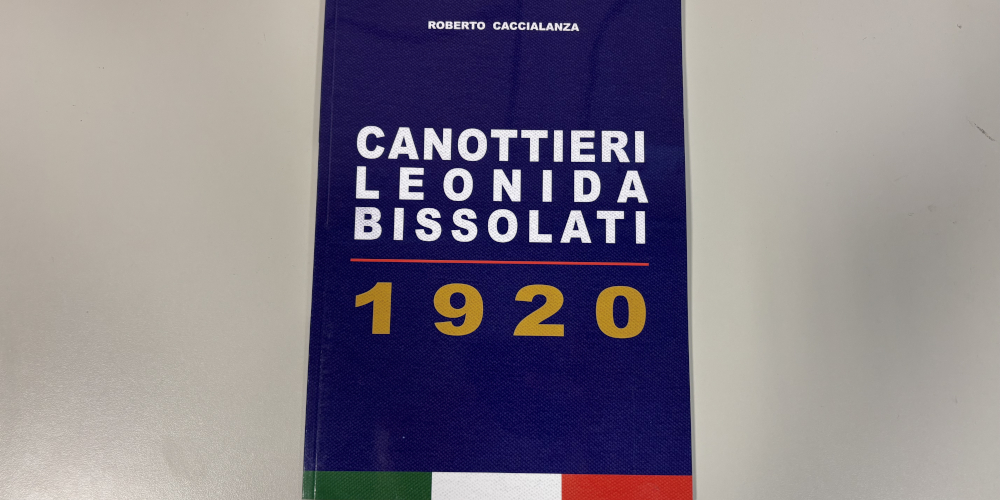 ROBERTO CACCIALANZA
CANOTTIERI
LEONIDA
BISSOLATI
1920